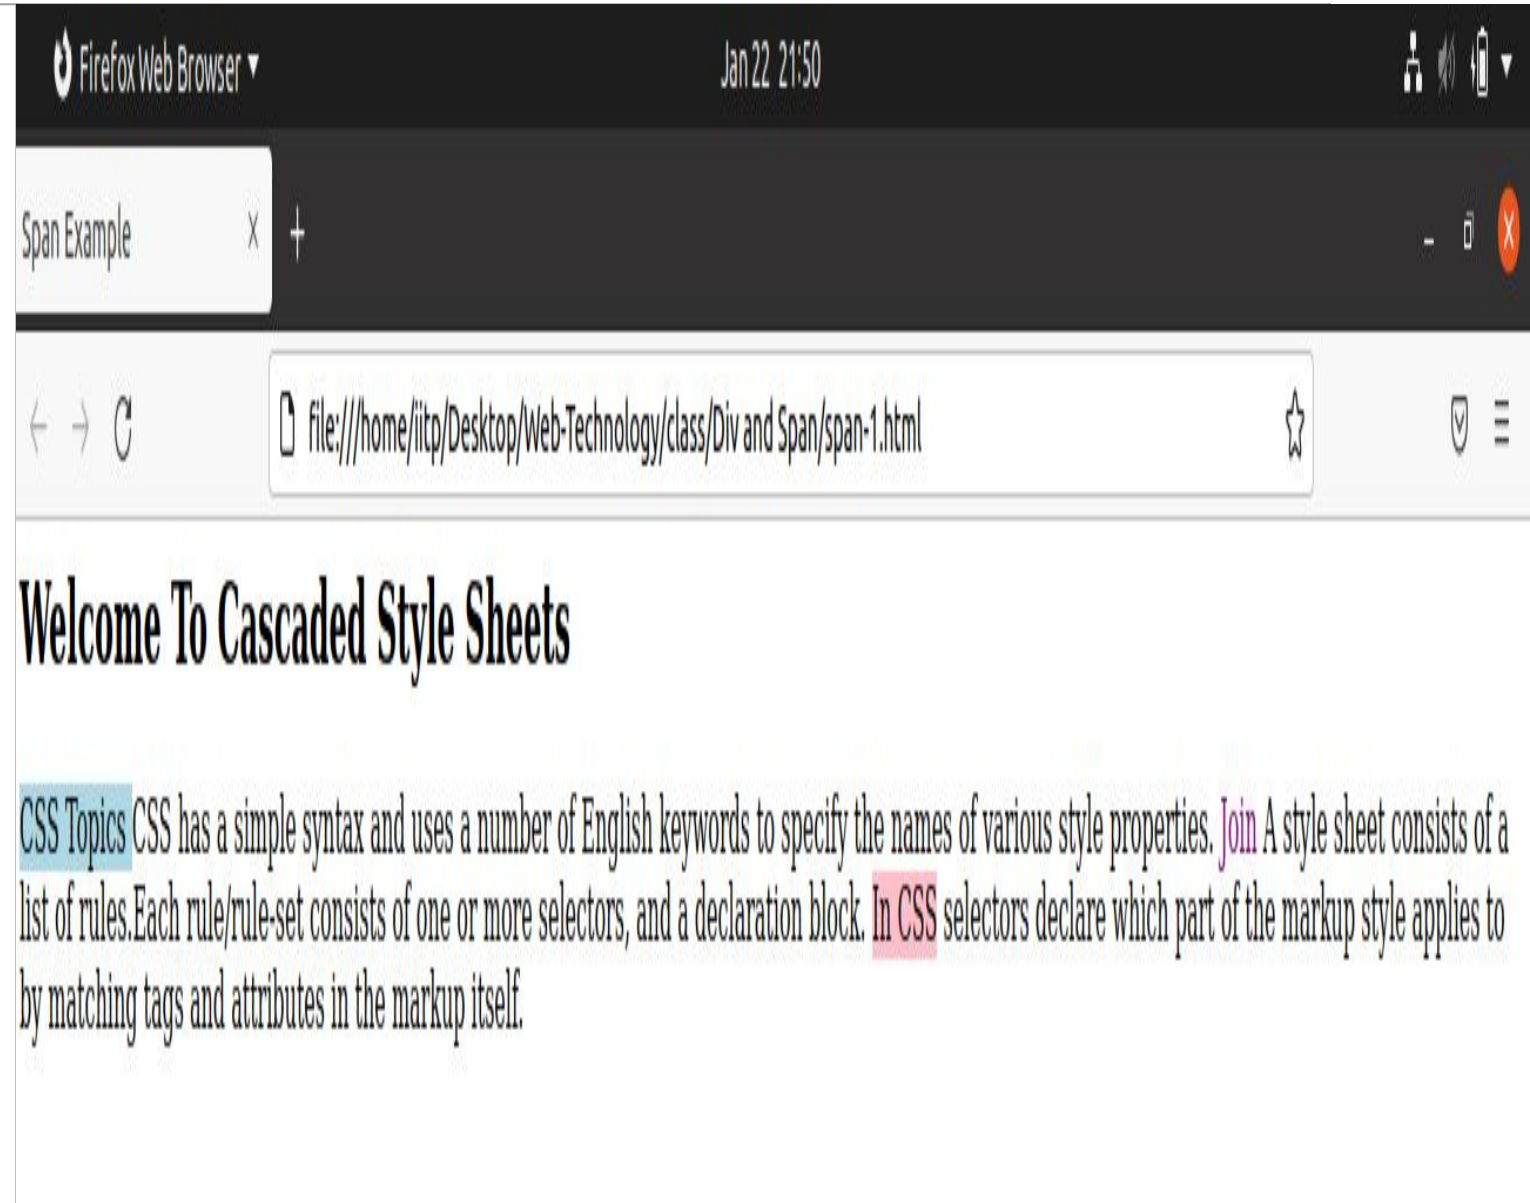 Firefox Web Browser
Jan 22 21:50
Span Example
file:///home/iitp/Desktop/Web-Technology/class/Div and Span/span-1.html
Welcome To Cascaded Style Sheets
CSS Topics CSS has a simple syntax and uses a number of English keywords to specify the names of various style properties. Join A style sheet consists of a
list of rules.Each rule/rule-set consists of one or more selectors, and a declaration block. In CSS selectors declare which part of the markup style applies to
by matching tags and attributes in the markup itself.